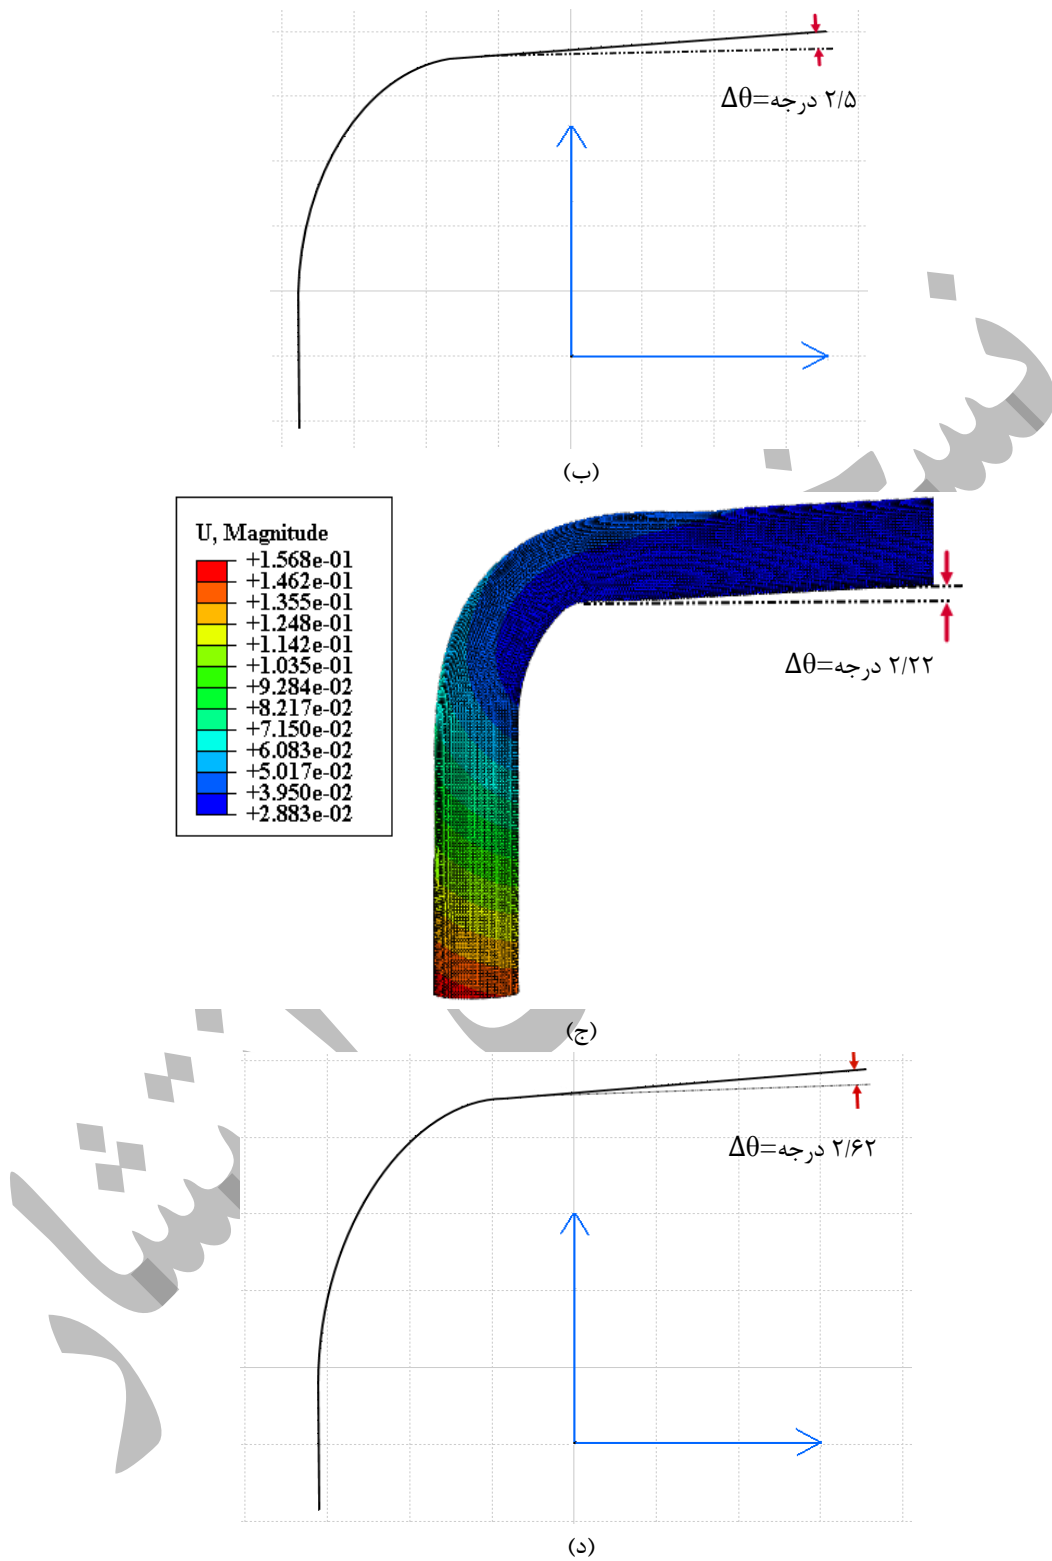 Δθ=۲/۵ درجه
(ب)
U, Magnitude
+1.568e-01
+1.462e-01
+1.355e-01
+1.248e-01
+1.142e-01
+1.035e-01
+9.284e-02
+8.217e-02
+7.150e-02
+6.083e-02
+5.017e-02
+3.950e-02
+2.883e-02
Δθ=۲/۲۲ درجه
(ج)
Δθ=۲/۶۲ درجه
(د)